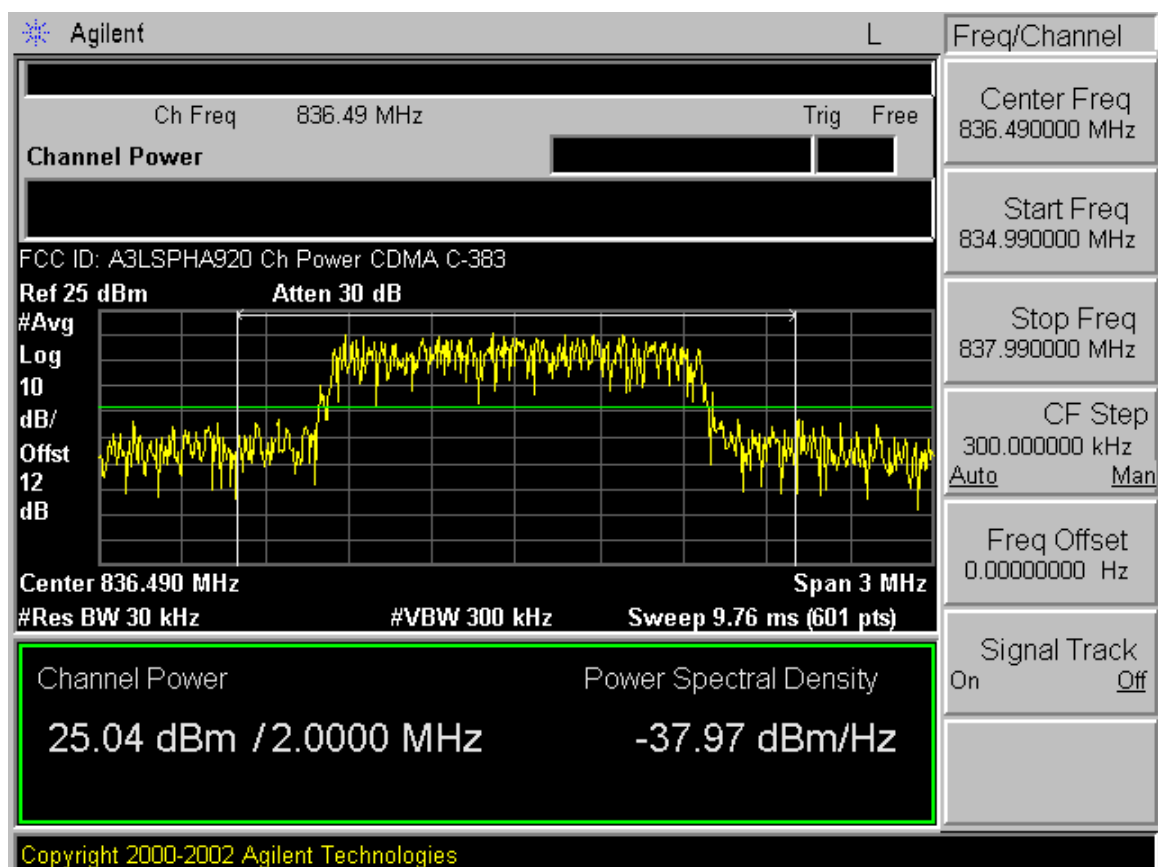 Agilent L
Freq/Channel
Ch Freq 836.49 MHz Trig Free
Channel Power
FCC ID: A3LSPHA920 Ch Power CDMA C-383
Ref 25 dBm Atten 30 dB
#Avg
Log
10
dB/
Offst
12
dB
Center 836.490 MHz Span 3 MHz
#Res BW 30 kHz #VBW 300 kHz Sweep 9.76 ms (601 pts)
Channel Power Power Spectral Density
25.04 dBm / 2.0000 MHz -37.97 dBm/Hz
Center Freq
836.490000 MHz
Start Freq
834.990000 MHz
Stop Freq
837.990000 MHz
CF Step
300.000000 kHz
Auto Man
Freq Offset
0.00000000 Hz
Signal Track
On Off
Copyright 2000-2002 Agilent Technologies